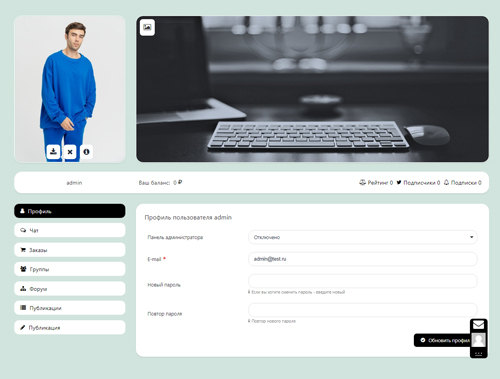 admin
Ваш баланс: 0 ₽
Рейтинг 0 Подписчики 0 Подписки 0
Профиль
Чат
Заказы
Группы
Форум
Публикации
Публикация
Профиль пользователя admin
Панель администратора
Отключено
E-mail *
admin@test.ru
Новый пароль
Если вы хотите сменить пароль - введите новый
Повтор пароля
Повтор нового пароля
Обновить профил